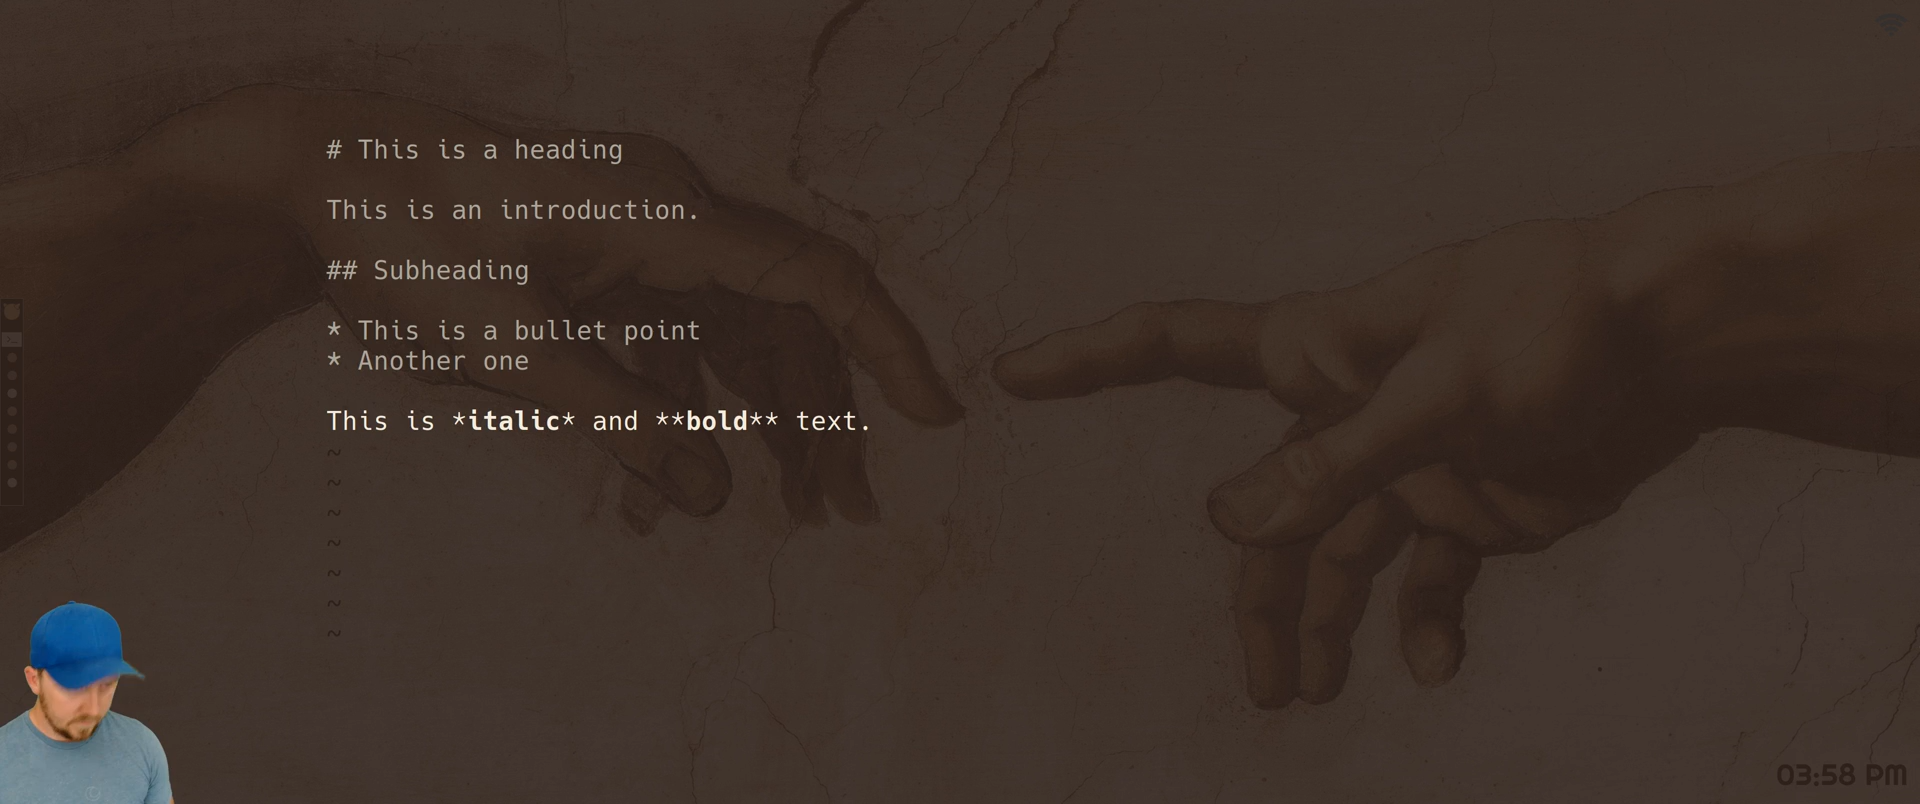 # This is a heading
This is an introduction.
## Subheading
* This is a bullet point
* Another one
This is *italic* and **bold** text.
~
~
~
~
~
~
~
03:58 PM